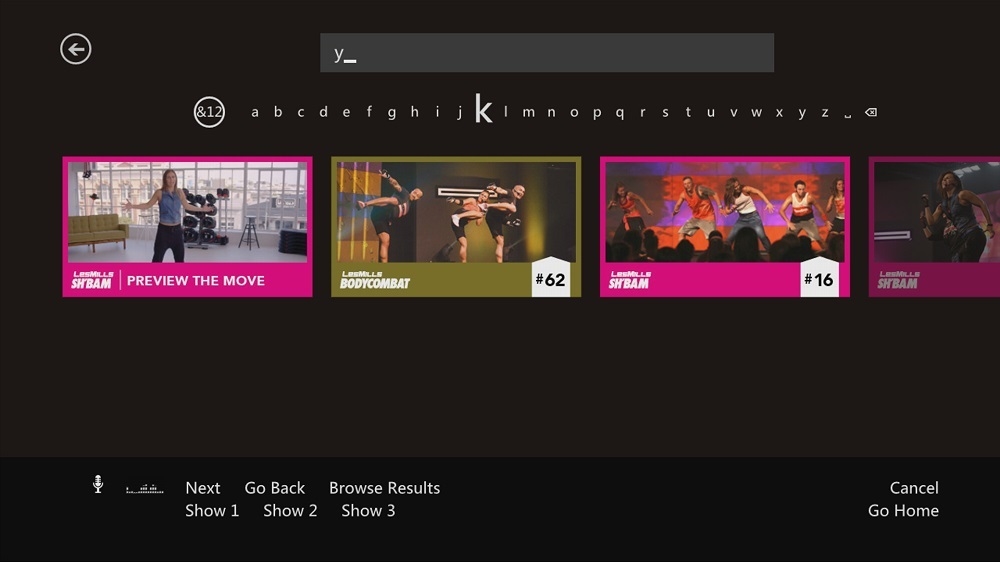 y_
&12 a b c d e f g h i j k l m n o p q r s t u v w x y z
LesMills
SH'BAM
PREVIEW THE MOVE
LesMills
BODYCOMBAT
#62
LesMills
SH'BAM
#16
LesMills
SH'BAM
Next Go Back Browse Results Cancel
Show 1 Show 2 Show 3 Go Home